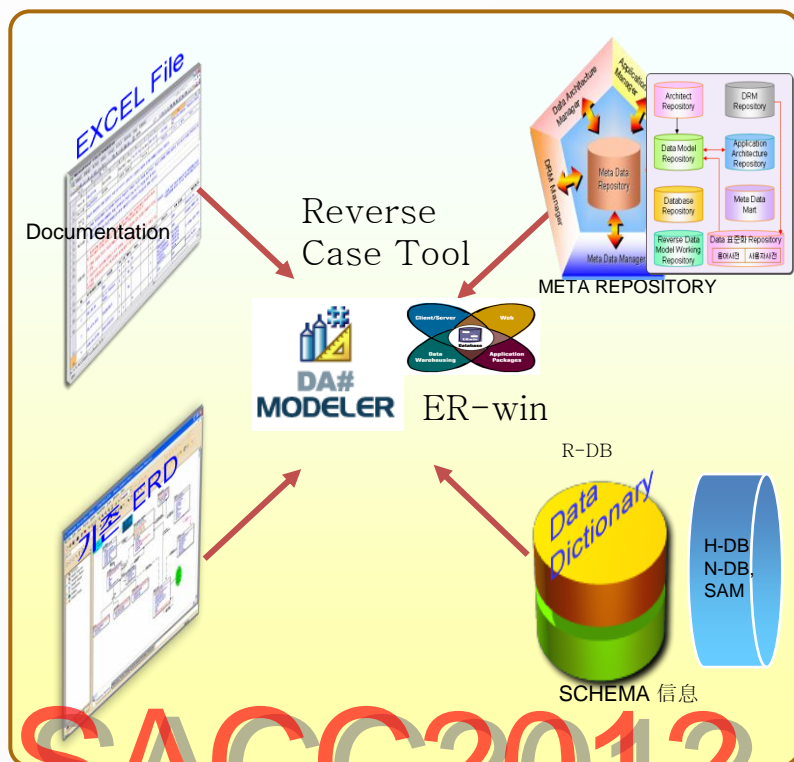 EXCEL File
Documentation
Reverse
Case Tool
Data Architecture
Manager
Application
DRM Manager
Meta Data
Repository
Meta Data Manager
META REPOSITORY
Architect
Repository
DRM
Repository
Data Model
Repository
Application
Architecture
Repository
Database
Repository
Meta Data
Mart
Reverse Data
Model Working
Repository
Data 표준화 Repository
용어사전
사용자사전
DA#
MODELER
Client/Server
Web
Database
Data
Warehousing
Application
Packages
ER-win
기존 ERD
R-DB
Data
Dictionary
H-DB
N-DB,
SAM
SCHEMA 信息
SACC2012